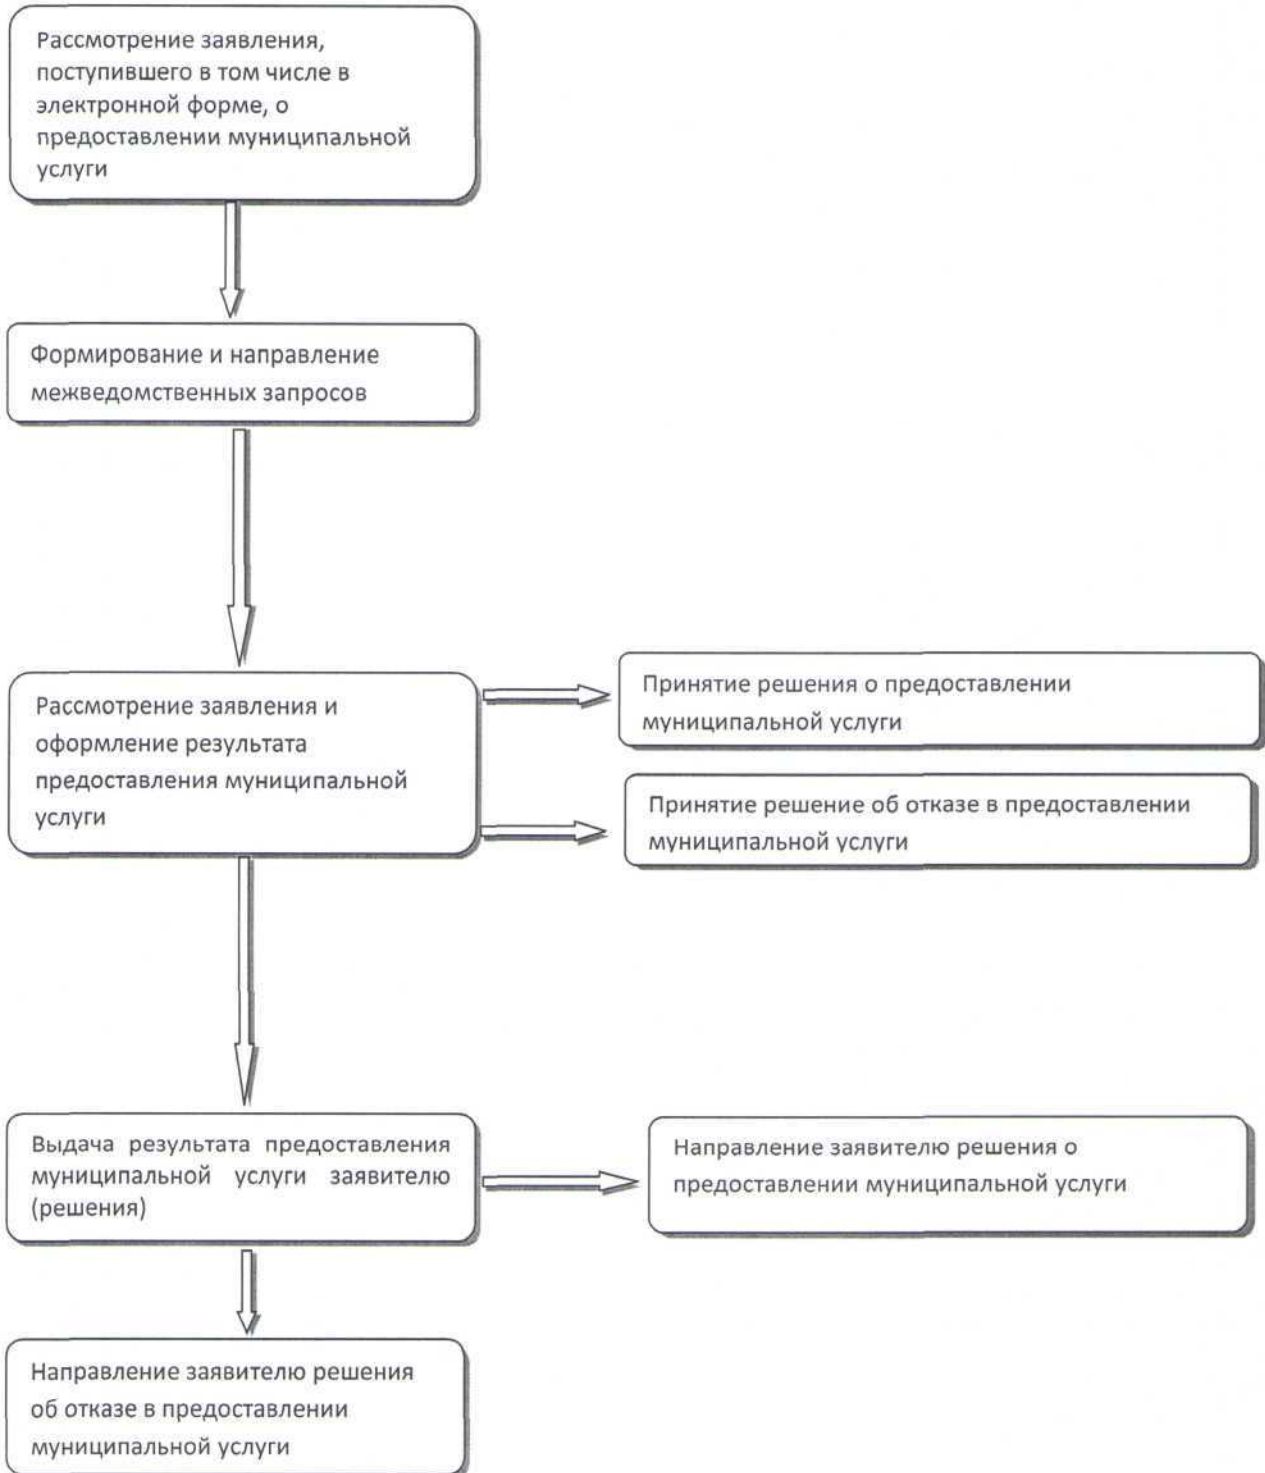 Рассмотрение заявления,
поступившего в том числе в
электронной форме, о
предоставлении муниципальной
услуги
Формирование и направление
межведомственных запросов
Рассмотрение заявления и
оформление результата
предоставления муниципальной
услуги
Принятие решения о предоставлении
муниципальной услуги
Принятие решение об отказе в предоставлении
муниципальной услуги
Выдача результата предоставления
муниципальной услуги заявителю
(решения)
Направление заявителю решения о
предоставлении муниципальной услуги
Направление заявителю решения
об отказе в предоставлении
муниципальной услуги